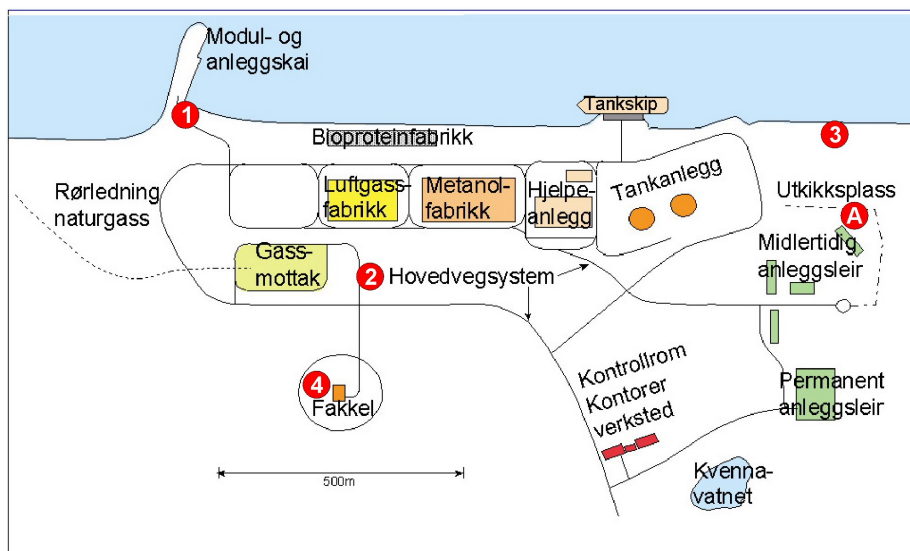 Modul- og
anleggskai
1
Tankskip
3
Bioproteinfabrikk
Rørledning
naturgass
Luftgass-
fabrikk
Metanol-
fabrikk
Hjelpe-
anlegg
Tankanlegg
Utkikksplass
A
Midlertidig
anleggsleir
Gass-
mottak
2
Hovedvegsystem
4
Fakkel
Kontrollrom
Kontorer
verksted
Permanent
anleggsleir
500m
Kvenna-
vatnet